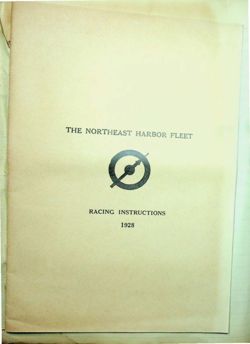 THE NORTHEAST HARBOR FLEET
RACING INSTRUCTIONS
1928